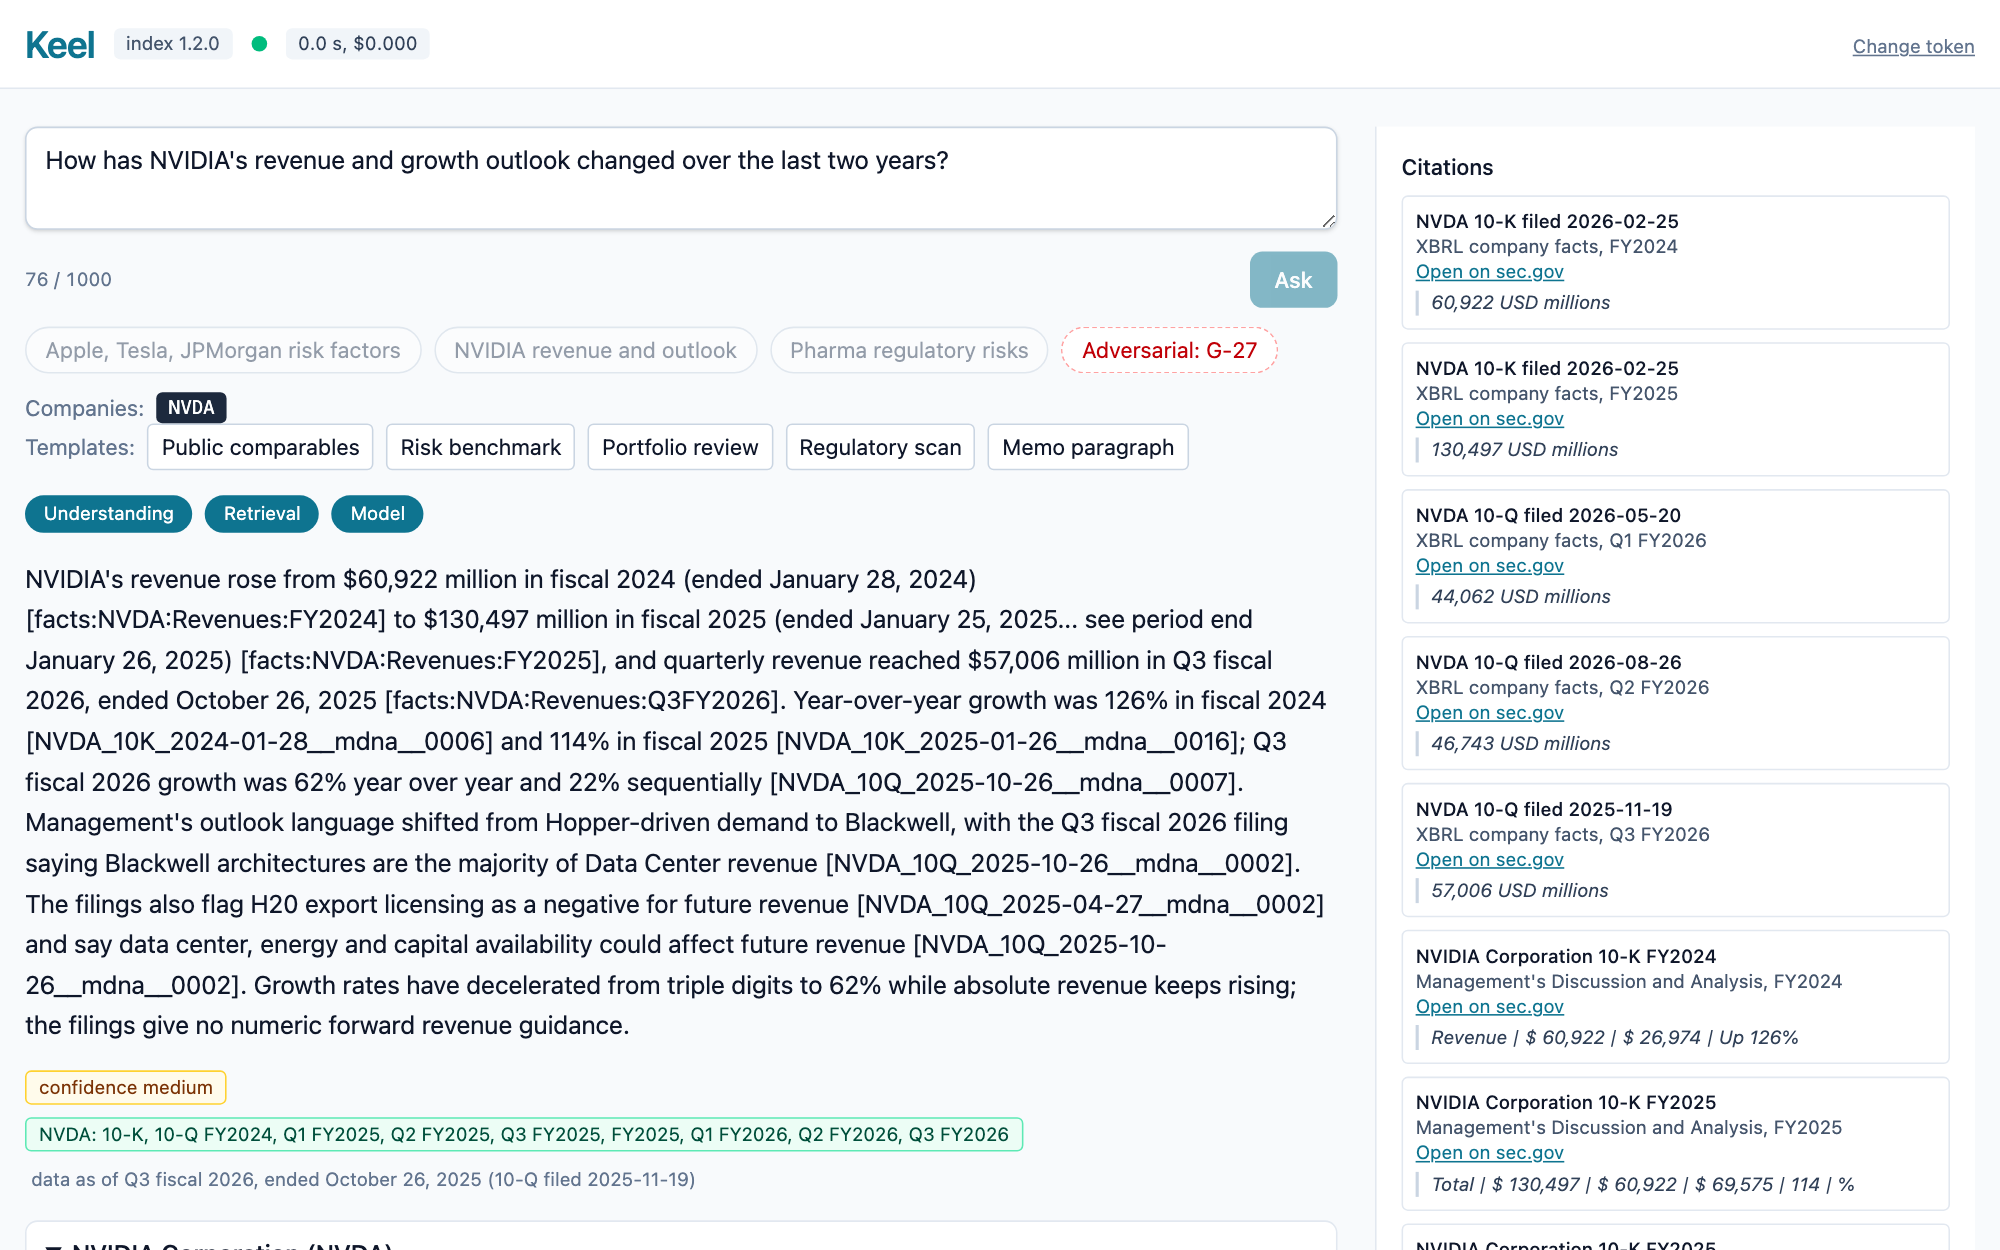 Keel
index 1.2.0
0.0 s, $0.000
Change token
How has NVIDIA's revenue and growth outlook changed over the last two years?
76 / 1000
Ask
Apple, Tesla, JPMorgan risk factors
NVIDIA revenue and outlook
Pharma regulatory risks
Adversarial: G-27
Companies: NVDA
Templates: Public comparables
Risk benchmark
Portfolio review
Regulatory scan
Memo paragraph
Understanding
Retrieval
Model
NVIDIA's revenue rose from $60,922 million in fiscal 2024 (ended January 28, 2024)
[facts:NVDA:Revenues:FY2024] to $130,497 million in fiscal 2025 (ended January 25, 2025... see period end
January 26, 2025) [facts:NVDA:Revenues:FY2025], and quarterly revenue reached $57,006 million in Q3 fiscal
2026, ended October 26, 2025 [facts:NVDA:Revenues:Q3FY2026]. Year-over-year growth was 126% in fiscal 2024
[NVDA_10K_2024-01-28__mdna__0006] and 114% in fiscal 2025 [NVDA_10K_2025-01-26__mdna__0016]; Q3
fiscal 2026 growth was 62% year over year and 22% sequentially [NVDA_10Q_2025-10-26__mdna__0007].
Management's outlook language shifted from Hopper-driven demand to Blackwell, with the Q3 fiscal 2026 filing
saying Blackwell architectures are the majority of Data Center revenue [NVDA_10Q_2025-10-26__mdna__0002].
The filings also flag H20 export licensing as a negative for future revenue [NVDA_10Q_2025-04-27__mdna__0002]
and say data center, energy and capital availability could affect future revenue [NVDA_10Q_2025-10-
26__mdna__0002]. Growth rates have decelerated from triple digits to 62% while absolute revenue keeps rising;
the filings give no numeric forward revenue guidance.
confidence medium
NVDA: 10-K, 10-Q FY2024, Q1 FY2025, Q2 FY2025, Q3 FY2025, FY2025, Q1 FY2026, Q2 FY2026, Q3 FY2026
data as of Q3 fiscal 2026, ended October 26, 2025 (10-Q filed 2025-11-19)
NVIDIA Corporation (NVDA)
Citations
NVDA 10-K filed 2026-02-25
XBRL company facts, FY2024
Open on sec.gov
60,922 USD millions
NVDA 10-K filed 2026-02-25
XBRL company facts, FY2025
Open on sec.gov
130,497 USD millions
NVDA 10-Q filed 2026-05-20
XBRL company facts, Q1 FY2026
Open on sec.gov
44,062 USD millions
NVDA 10-Q filed 2026-08-26
XBRL company facts, Q2 FY2026
Open on sec.gov
46,743 USD millions
NVDA 10-Q filed 2025-11-19
XBRL company facts, Q3 FY2026
Open on sec.gov
57,006 USD millions
NVIDIA Corporation 10-K FY2024
Management's Discussion and Analysis, FY2024
Open on sec.gov
Revenue | $ 60,922 | $ 26,974 | Up 126%
NVIDIA Corporation 10-K FY2025
Management's Discussion and Analysis, FY2025
Open on sec.gov
Total | $ 130,497 | $ 60,922 | $ 69,575 | 114 | %
NVIDIA Corporation 10-K FY2025